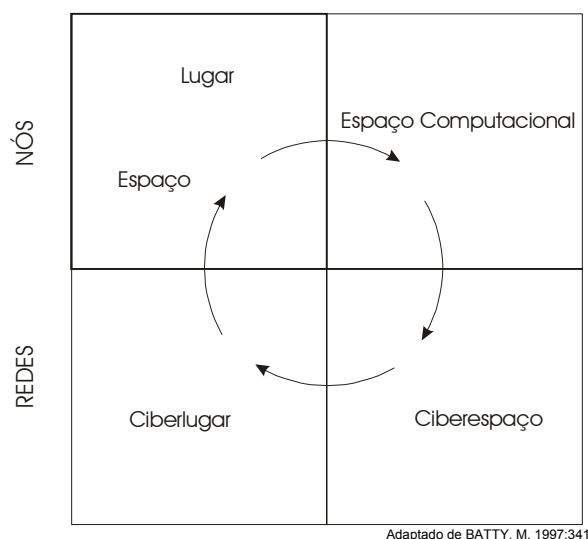 NÓS
Lugar
Espaço Computacional
Espaço
REDES
Ciberlugar
Ciberespaço
Adaptado de BATTY, M. 1997:341